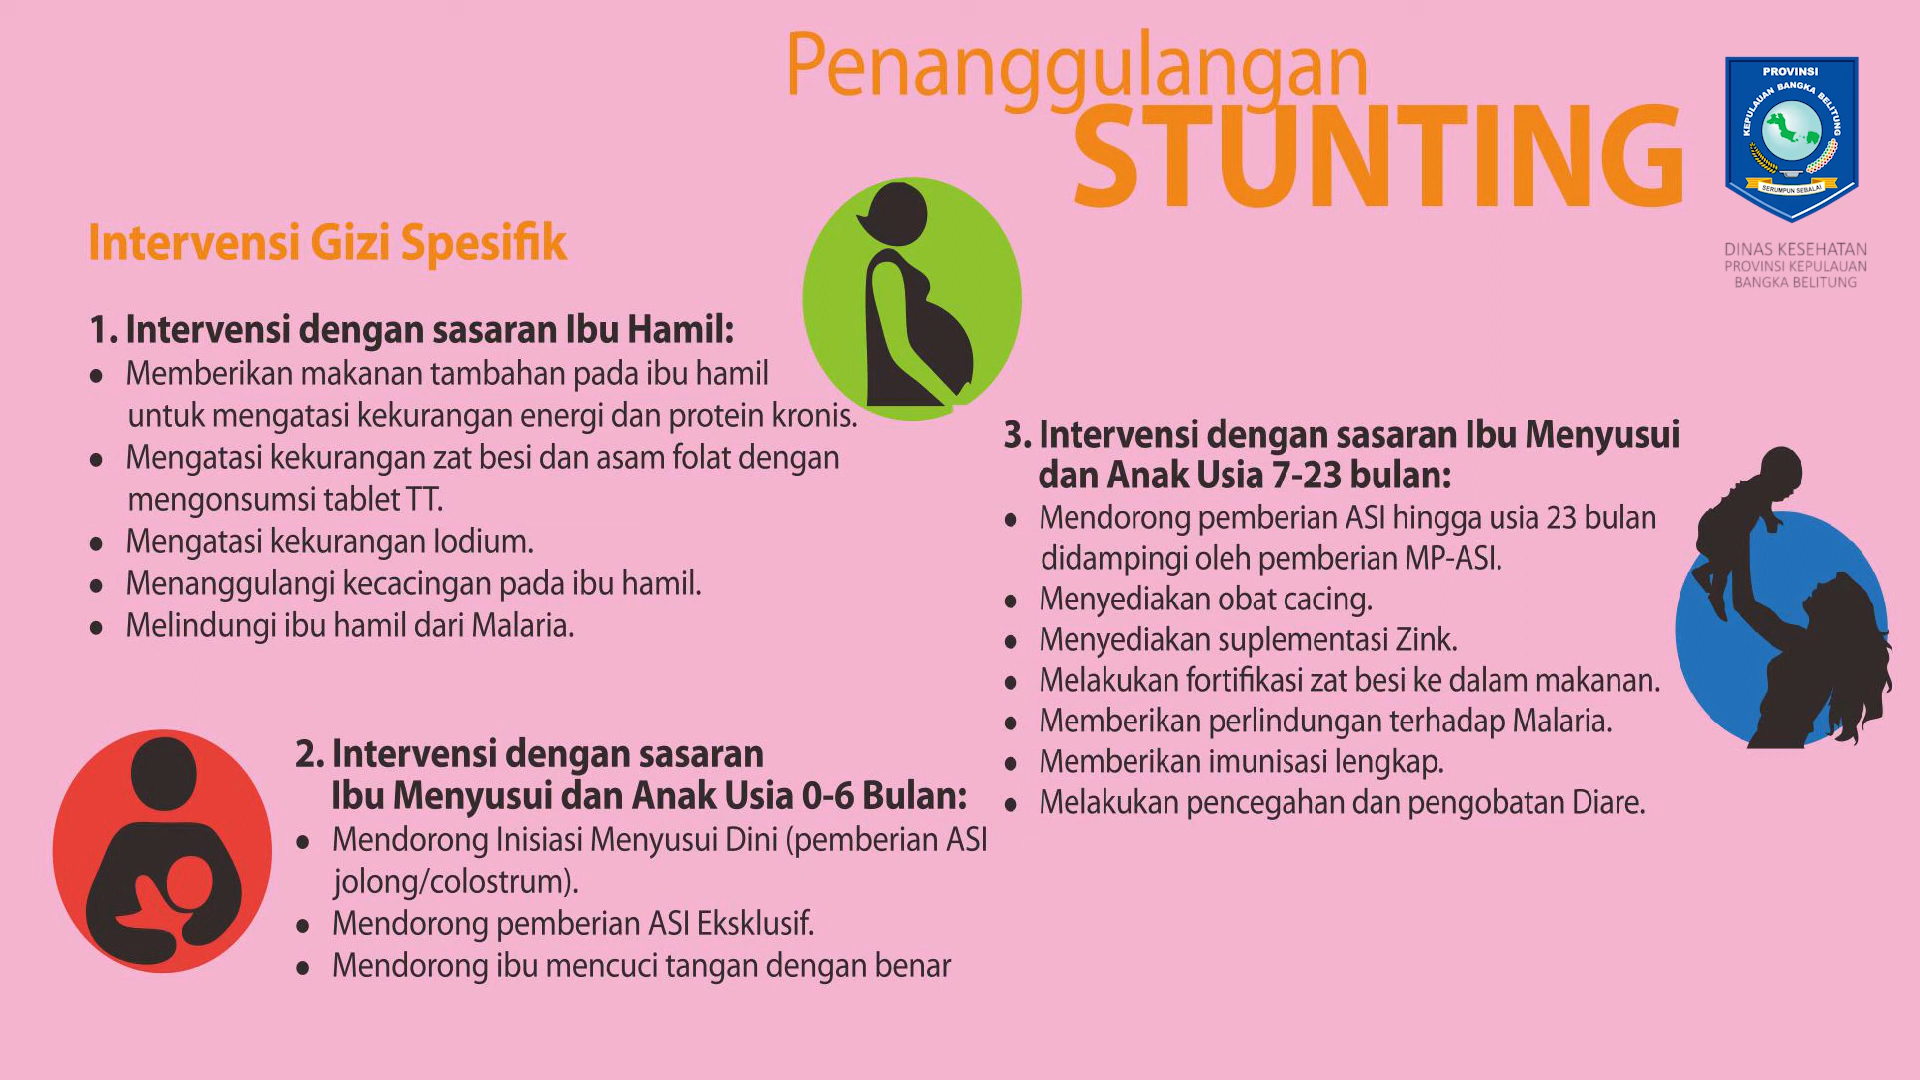 Penanggulangan
STUNTING
PROVINSI
KEPULAUAN BANGKA BELITUNG
SERUMPUN SEBALAI
DINAS KESEHATAN
PROVINSI KEPULAUAN
BANGKA BELITUNG
Intervensi Gizi Spesifik
1. Intervensi dengan sasaran Ibu Hamil:
• Memberikan makanan tambahan pada ibu hamil
untuk mengatasi kekurangan energi dan protein kronis.
• Mengatasi kekurangan zat besi dan asam folat dengan
mengonsumsi tablet TT.
• Mengatasi kekurangan Iodium.
• Menanggulangi kecacingan pada ibu hamil.
• Melindungi ibu hamil dari Malaria.
2. Intervensi dengan sasaran
Ibu Menyusui dan Anak Usia 0-6 Bulan:
• Mendorong Inisiasi Menyusui Dini (pemberian ASI
jolong/colostrum).
• Mendorong pemberian ASI Eksklusif.
• Mendorong ibu mencuci tangan dengan benar
3. Intervensi dengan sasaran Ibu Menyusui
dan Anak Usia 7-23 bulan:
• Mendorong pemberian ASI hingga usia 23 bulan
didampingi oleh pemberian MP-ASI.
• Menyediakan obat cacing.
• Menyediakan suplementasi Zink.
• Melakukan fortifikasi zat besi ke dalam makanan.
• Memberikan perlindungan terhadap Malaria.
• Memberikan imunisasi lengkap.
• Melakukan pencegahan dan pengobatan Diare.